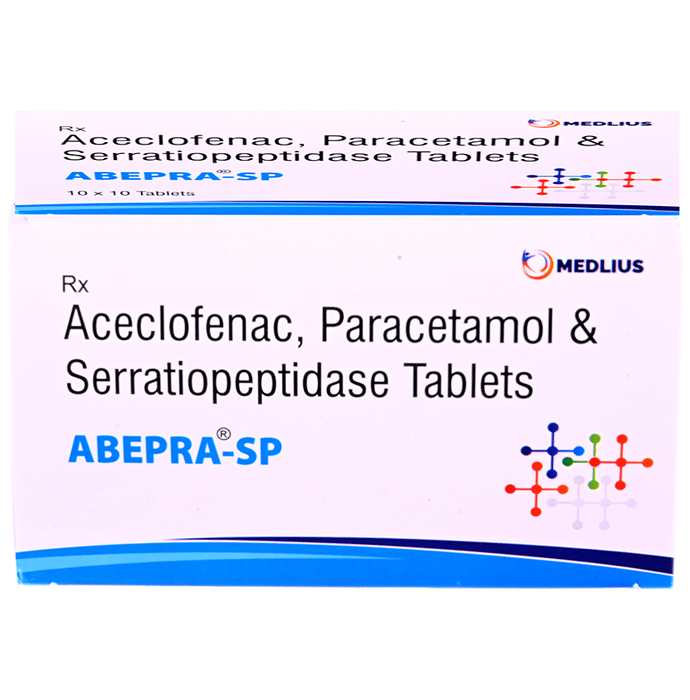 Rx
MEDLIUS
Aceclofenac, Paracetamol &
Serratiopeptidase Tablets
ABEPRA®-SP
10 x 10 Tablets
MEDLIUS
Rx
Aceclofenac, Paracetamol &
Serratiopeptidase Tablets
ABEPRA®-SP